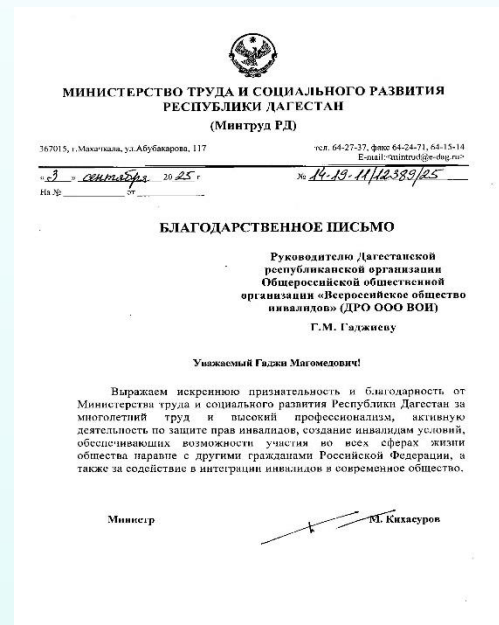 МИНИСТЕРСТВО ТРУДА И СОЦИАЛЬНОГО РАЗВИТИЯ
РЕСПУБЛИКИ ДАГЕСТАН
(Минтруд РД)
367015, г.Махачкала, ул.Абубакарова, 117
тел. 64-27-37, факс 64-24-71, 64-15-14
E-mail:<mintrud@e-dag.ru>
«3» сентября 2025 г
№ 14-19-11/12389/25
На № от
БЛАГОДАРСТВЕННОЕ ПИСЬМО
Руководителю Дагестанской
республиканской организации
Общероссийской общественной
организации «Всероссийское общество
инвалидов» (ДРО ООО ВОИ)
Г.М. Гаджиеву
Уважаемый Гаджи Магомедович!
Выражаем искреннюю признательность и благодарность от
Министерства труда и социального развития Республики Дагестан за
многолетний труд и высокий профессионализм, активную
деятельность по защите прав инвалидов, создание инвалидам условий,
обеспечивающих возможности участия во всех сферах жизни
общества наравне с другими гражданами Российской Федерации, а
также за содействие в интеграции инвалидов в современное общество.
Министр
М. Кихасуров